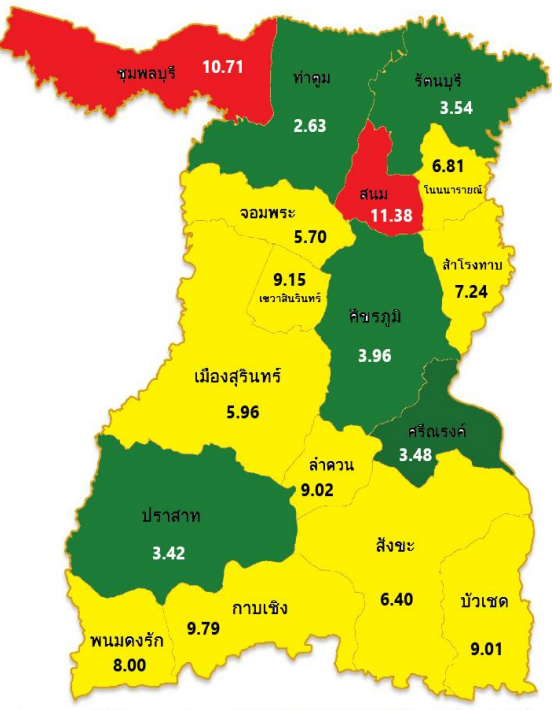 ชุมพลบุรี 10.71
ท่าตูม
2.63
รัตนบุรี
3.54
6.81
โนนนารายณ์
สนม
11.38
จอมพระ
5.70
9.15
เขวาสินรินทร์
สำโรงทาบ
7.24
ศีขรภูมิ
3.96
เมืองสุรินทร์
5.96
ศรีณรงค์
3.48
ลำดวน
9.02
ปราสาท
3.42
สังขะ
6.40
บัวเชด
9.01
กาบเชิง
9.79
พนมดงรัก
8.00